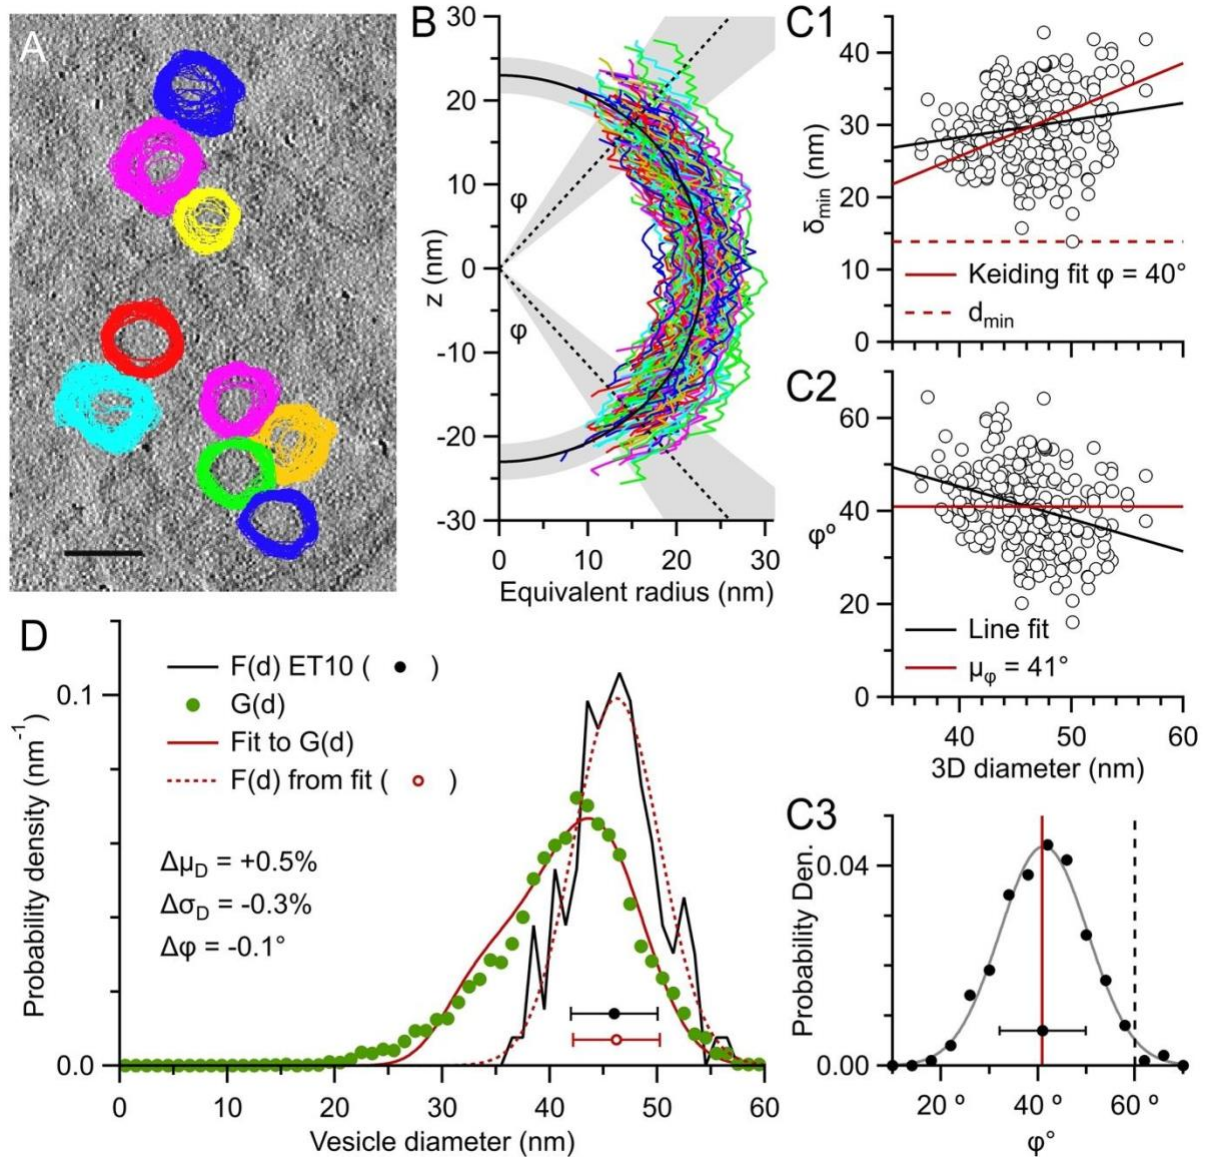 A
B
30
20
10
0
-10
-20
-30
z (nm)
φ
φ
0
10
20
30
Equivalent radius (nm)
C1
40
30
20
10
0
δmin (nm)
Keiding fit φ = 40°
dmin
C2
60
40
20
0
φ°
Line fit
μφ = 41°
40
50
60
3D diameter (nm)
D
0.1
0.0
Probability density (nm-1)
F(d) ET10 ( )
G(d)
Fit to G(d)
F(d) from fit ( )
ΔμD = +0.5%
ΔσD = -0.3%
Δφ = -0.1°
0
10
20
30
40
50
60
Vesicle diameter (nm)
C3
0.04
0.00
Probability Den.
20 °
40 °
60 °
φ°